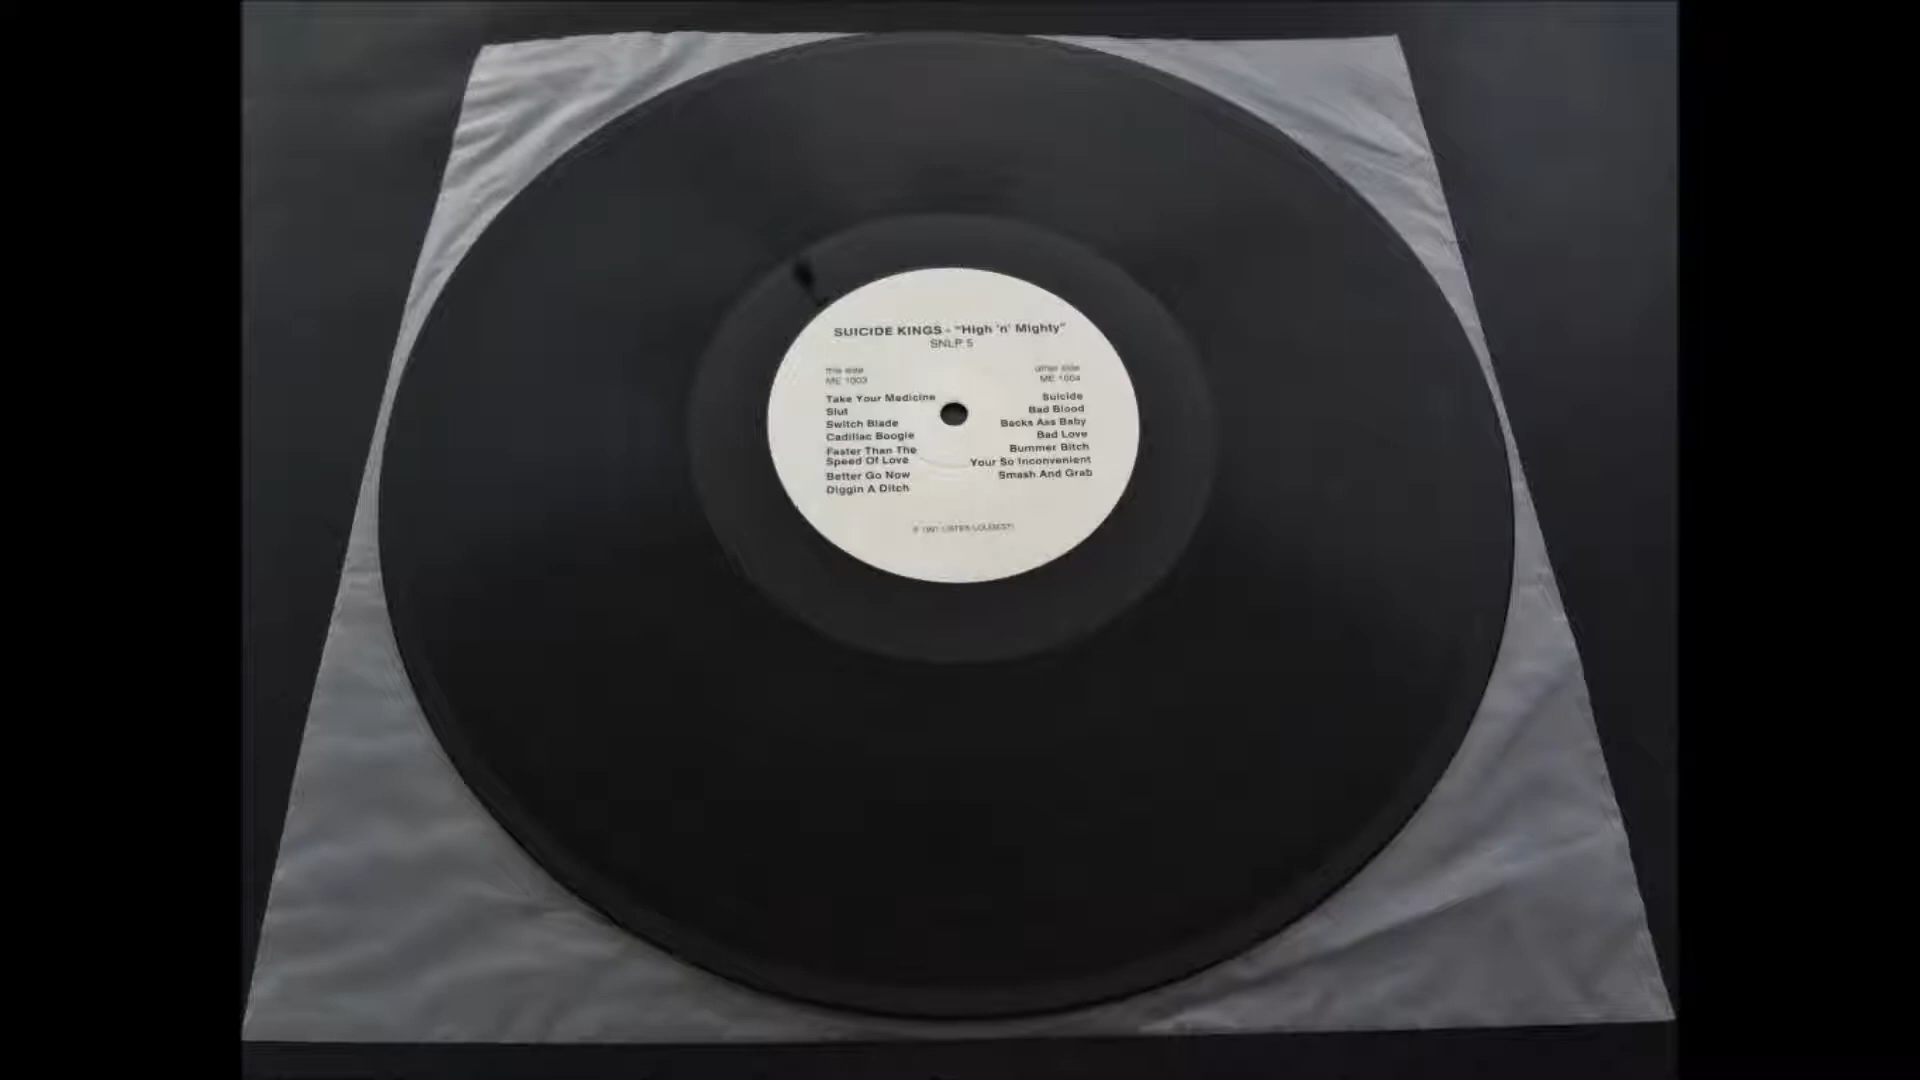 SUICIDE KINGS - "High 'n' Mighty"
SNLP 5
this side
ME 1003
Take Your Madicine
Slut
Switch Blade
Cadillac Boogie
Faster Than The
Speed Of Love
Better Go Now
Diggin A Ditch
other side
ME 1004
Suicide
Bad Blood
Backs Ass Baby
Bad Love
Bummer Bitch
Your So Inconvenient
Smash And Grab